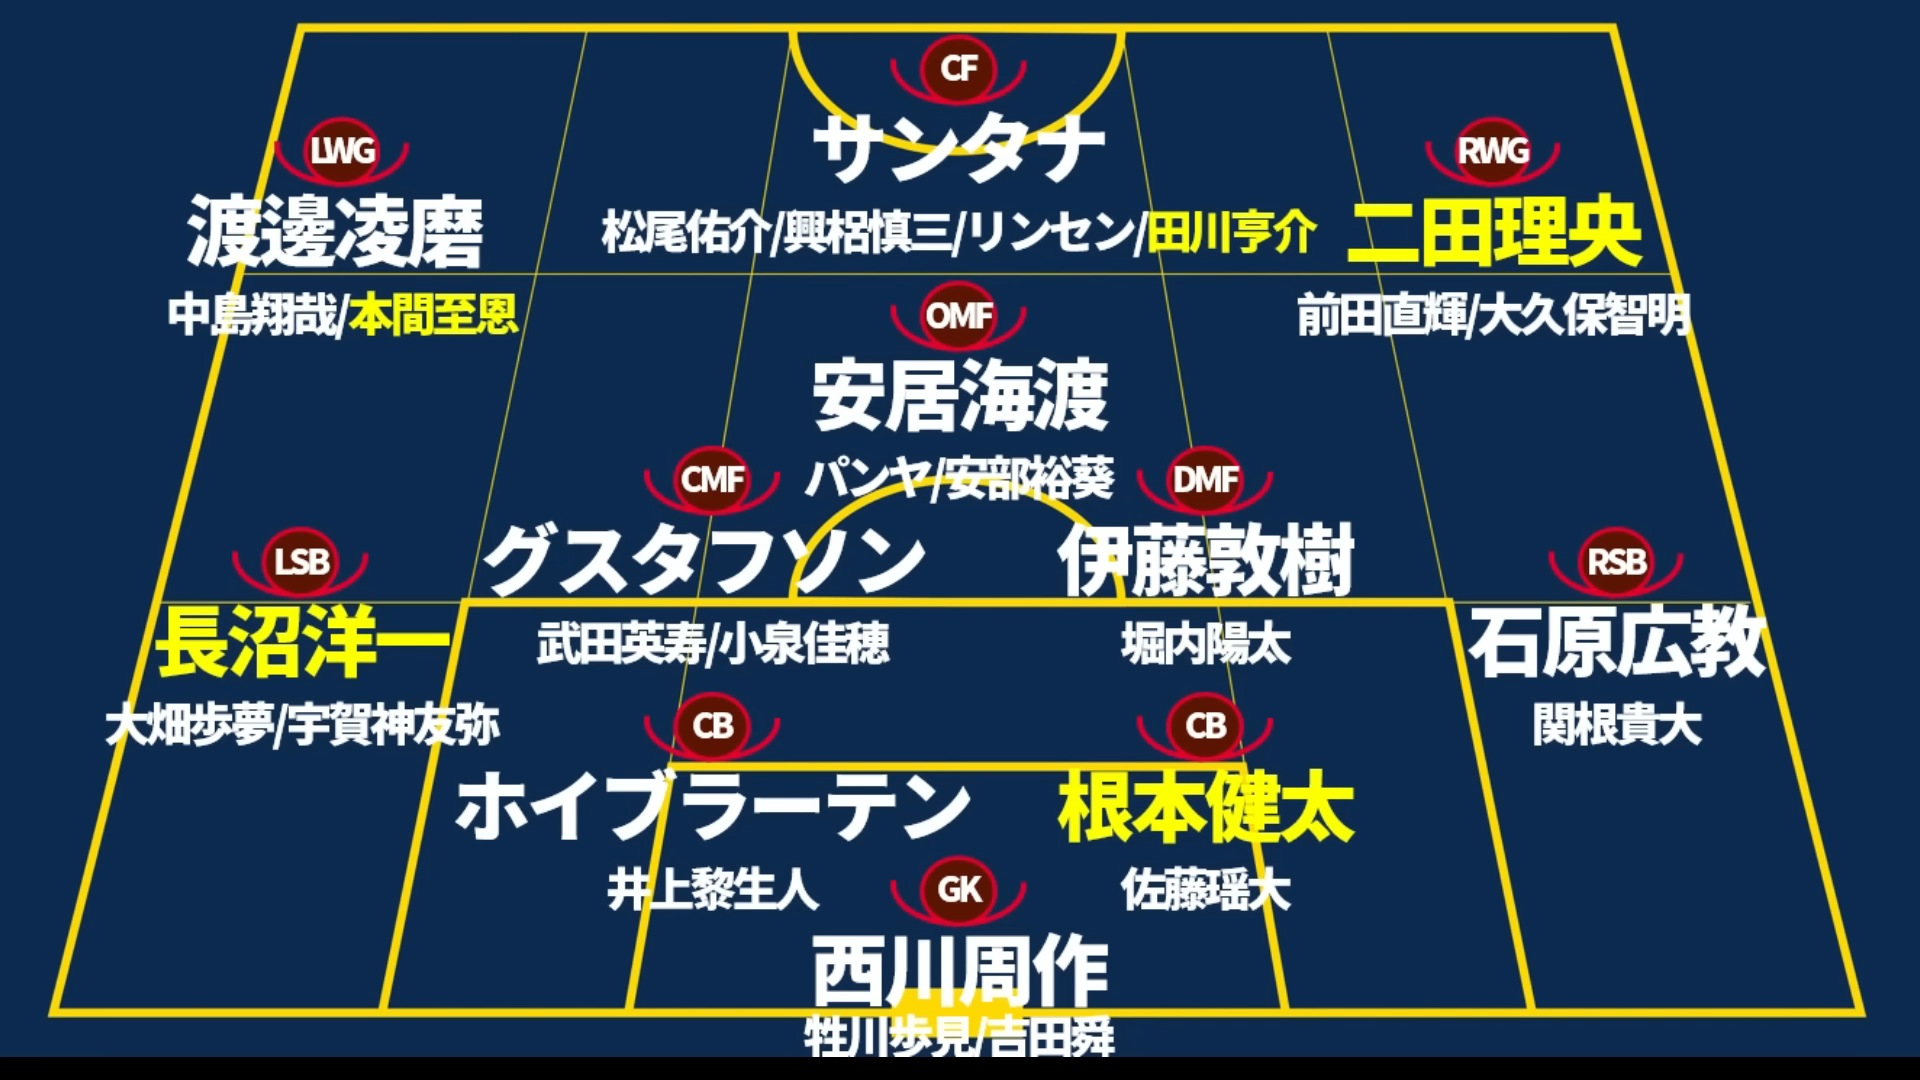 CF
サンタナ
松尾佑介/興梠慎三/リンセン/田川亨介
LWG
渡邊凌磨
中島翔哉/本間至恩
RWG
二田理央
前田直輝/大久保智明
OMF
安居海渡
パンヤ/安部裕葵
CMF
グスタフソン
武田英寿/小泉佳穂
DMF
伊藤敦樹
堀内陽太
LSB
長沼洋一
大畑歩夢/宇賀神友弥
RSB
石原広教
関根貴大
CB
ホイブラーテン
井上黎生人
CB
根本健太
佐藤瑶大
GK
西川周作
牲川歩見/吉田舜